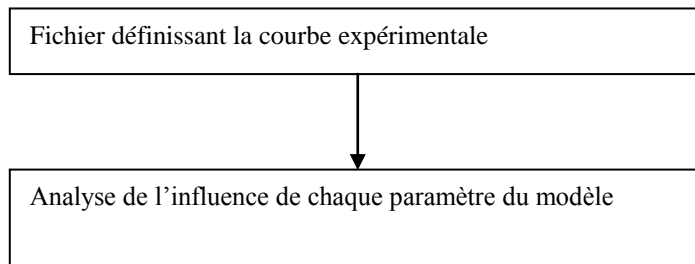 Fichier définissant la courbe expérimentale
Analyse de l’influence de chaque paramètre du modèle